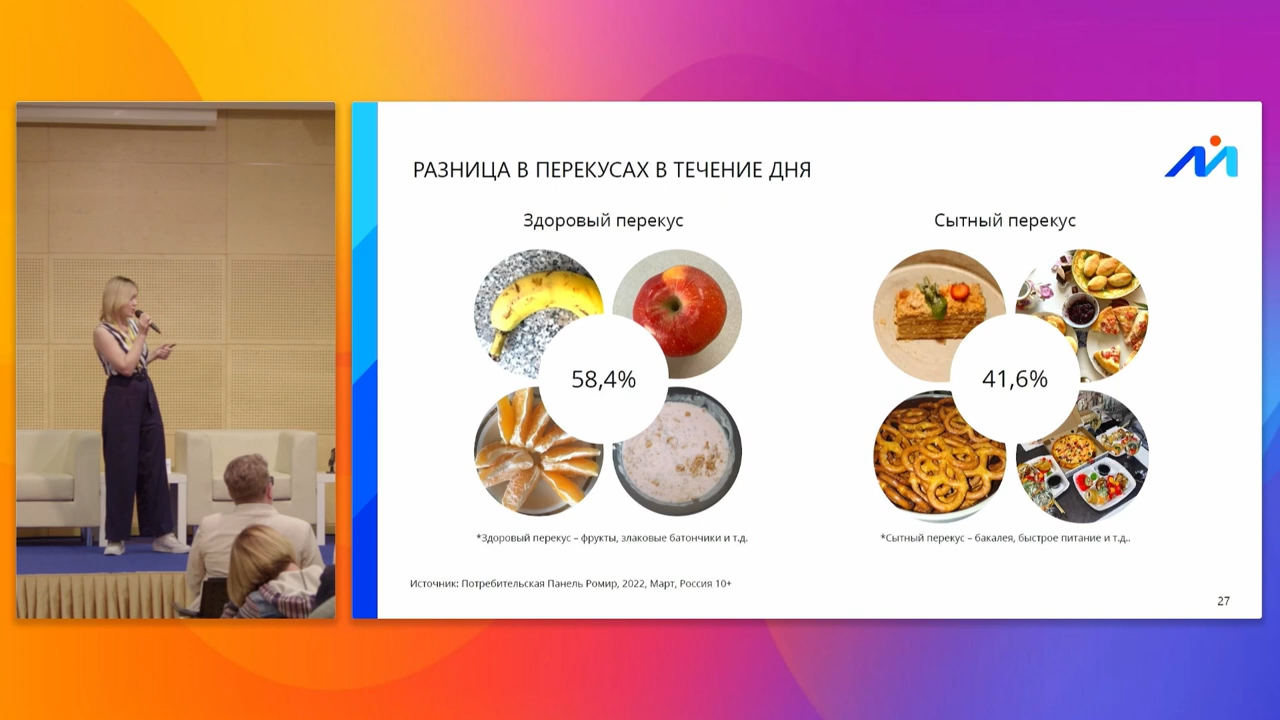 РАЗНИЦА В ПЕРЕКУСАХ В ТЕЧЕНИЕ ДНЯ
Здоровый перекус
Сытный перекус
58,4%
41,6%
*Здоровый перекус – фрукты, злаковые батончики и т.д.
*Сытный перекус – бакалея, быстрое питание и т.д..
Источник: Потребительская Панель Ромир, 2022, Март, Россия 10+
27